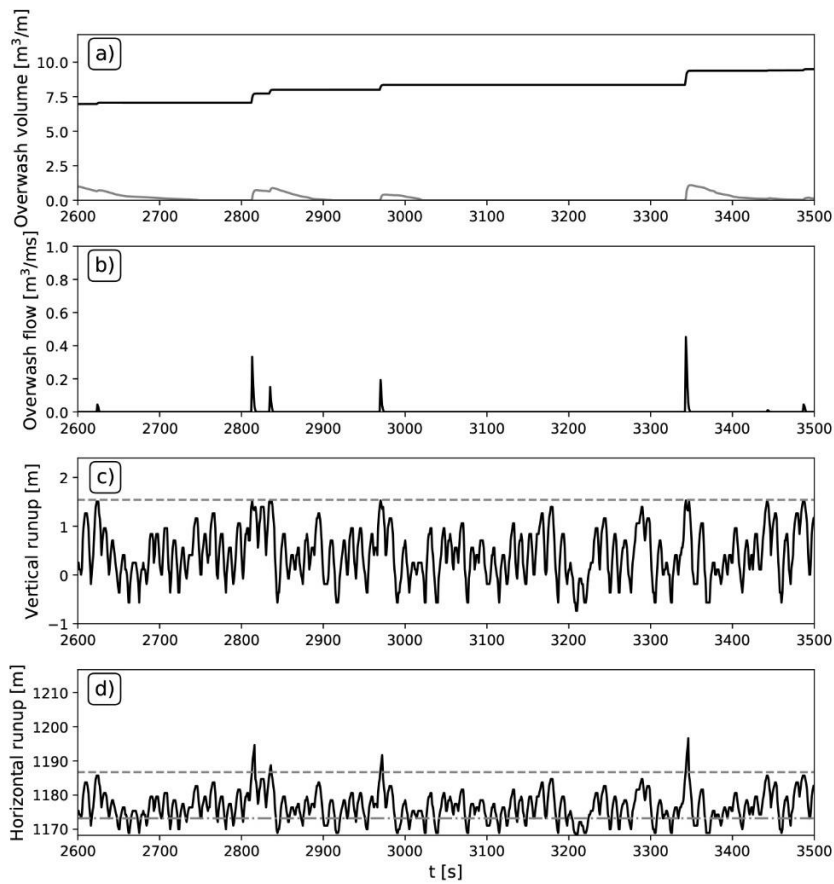 a)
Overwash volume [m³/m]
10.0
7.5
5.0
2.5
0.0
2600 2700 2800 2900 3000 3100 3200 3300 3400 3500
b)
Overwash flow [m³/ms]
1.0
0.8
0.6
0.4
0.2
0.0
2600 2700 2800 2900 3000 3100 3200 3300 3400 3500
c)
Vertical runup [m]
2
1
0
−1
2600 2700 2800 2900 3000 3100 3200 3300 3400 3500
d)
Horizontal runup [m]
1210
1200
1190
1180
1170
2600 2700 2800 2900 3000 3100 3200 3300 3400 3500
t [s]